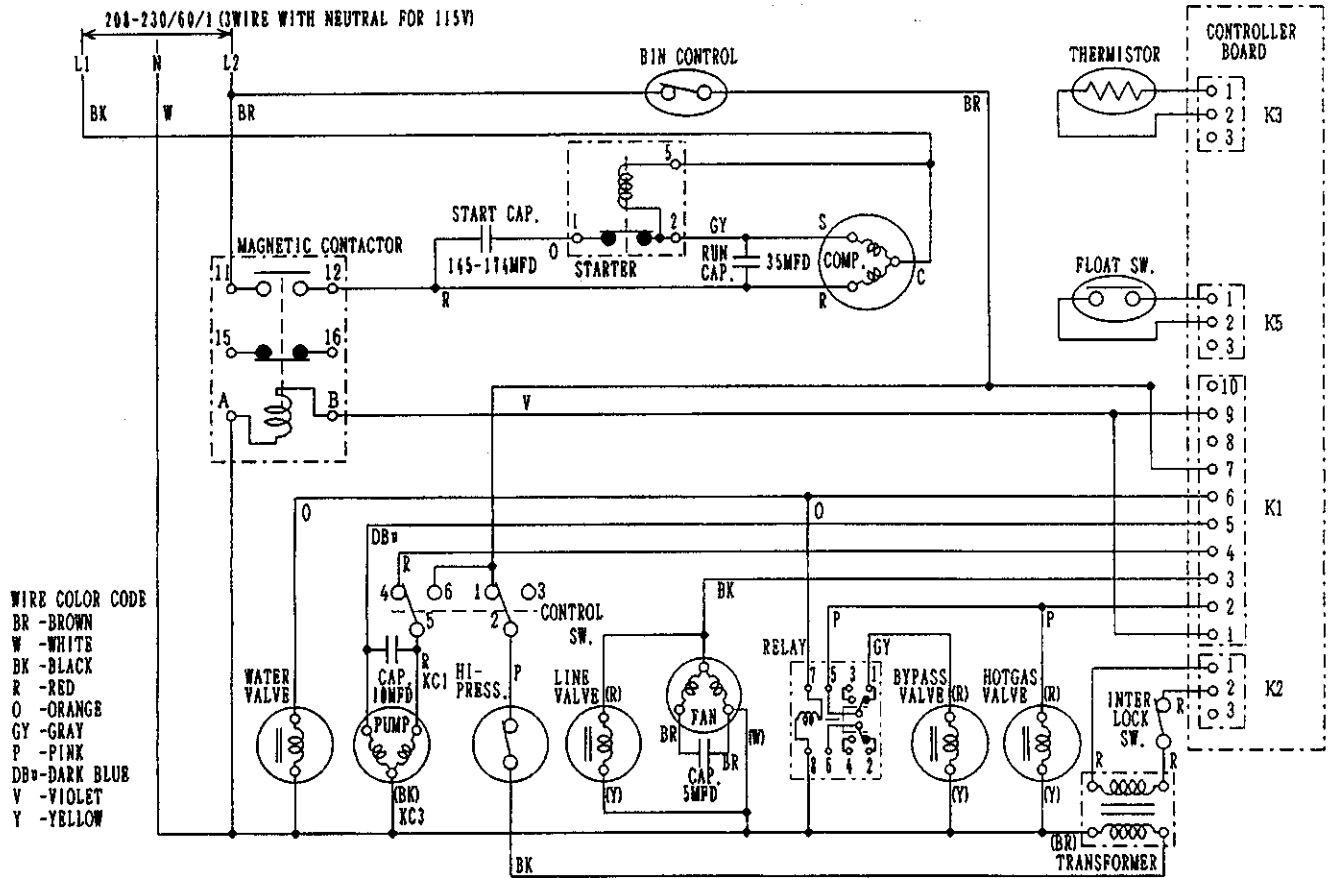 208-230/60/1 (3WIRE WITH NEUTRAL FOR 115V)
L1 N L2
BK W BR
BIN CONTROL
BR
THERMISTOR
CONTROLLER
BOARD
1
2
3
K3
START CAP.
145-174MFD
O
R
1
5
2
STARTER
GY
RUN
CAP.
35MFD
S
COMP.
R
C
MAGNETIC CONTACTOR
11 12
15 16
A B
V
FLOAT SW.
1
2
3
K5
10
9
8
7
6
5
4
3
2
1
K1
O
DBu
R
O
4 6 1 3
5 2
CONTROL
SW.
BK
WIRE COLOR CODE
BR -BROWN
W -WHITE
BK -BLACK
R -RED
O -ORANGE
GY -GRAY
P -PINK
DBu-DARK BLUE
V -VIOLET
Y -YELLOW
WATER
VALVE
CAP.
10MFD
R
KC1
PUMP
(BK)
KC3
HI-
PRESS.
P
LINE
VALVE
(R)
(Y)
FAN
BR
BR
CAP.
5MFD
(W)
RELAY
P
GY
7 5 3 1
8 6 4 2
BYPASS
VALVE
(R)
(Y)
HOTGAS
VALVE
(R)
(Y)
P
1
2
3
K2
INTER
LOCK
SW.
R
R
R
(BR)
TRANSFORMER
BK